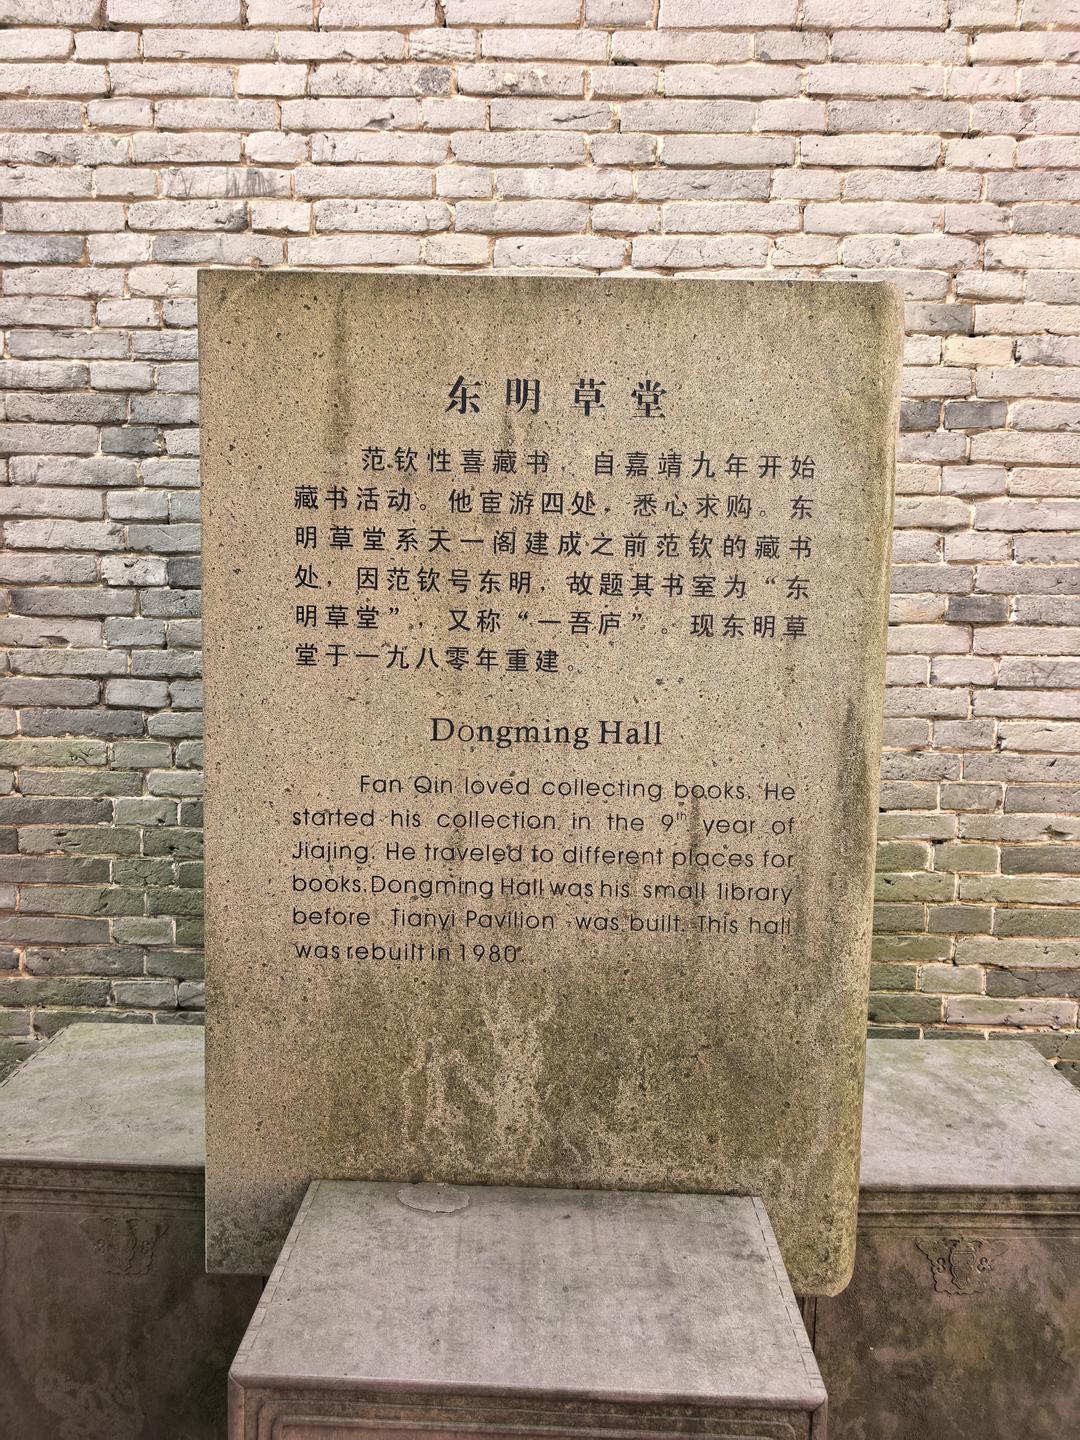 东明草堂
范钦性喜藏书，自嘉靖九年开始
藏书活动。他宦游四处，悉心求购。东
明草堂系天一阁建成之前范钦的藏书
处，因范钦号东明，故题其书室为“东
明草堂”，又称“一吾庐”。现东明草
堂于一九八零年重建。
Dongming Hall
Fan Qin loved collecting books. He
started his collection in the 9th year of
Jiajing. He traveled to different places for
books.Dongming Hall was his small library
before Tianyi Pavilion was built. This hall
was rebuilt in 1980.